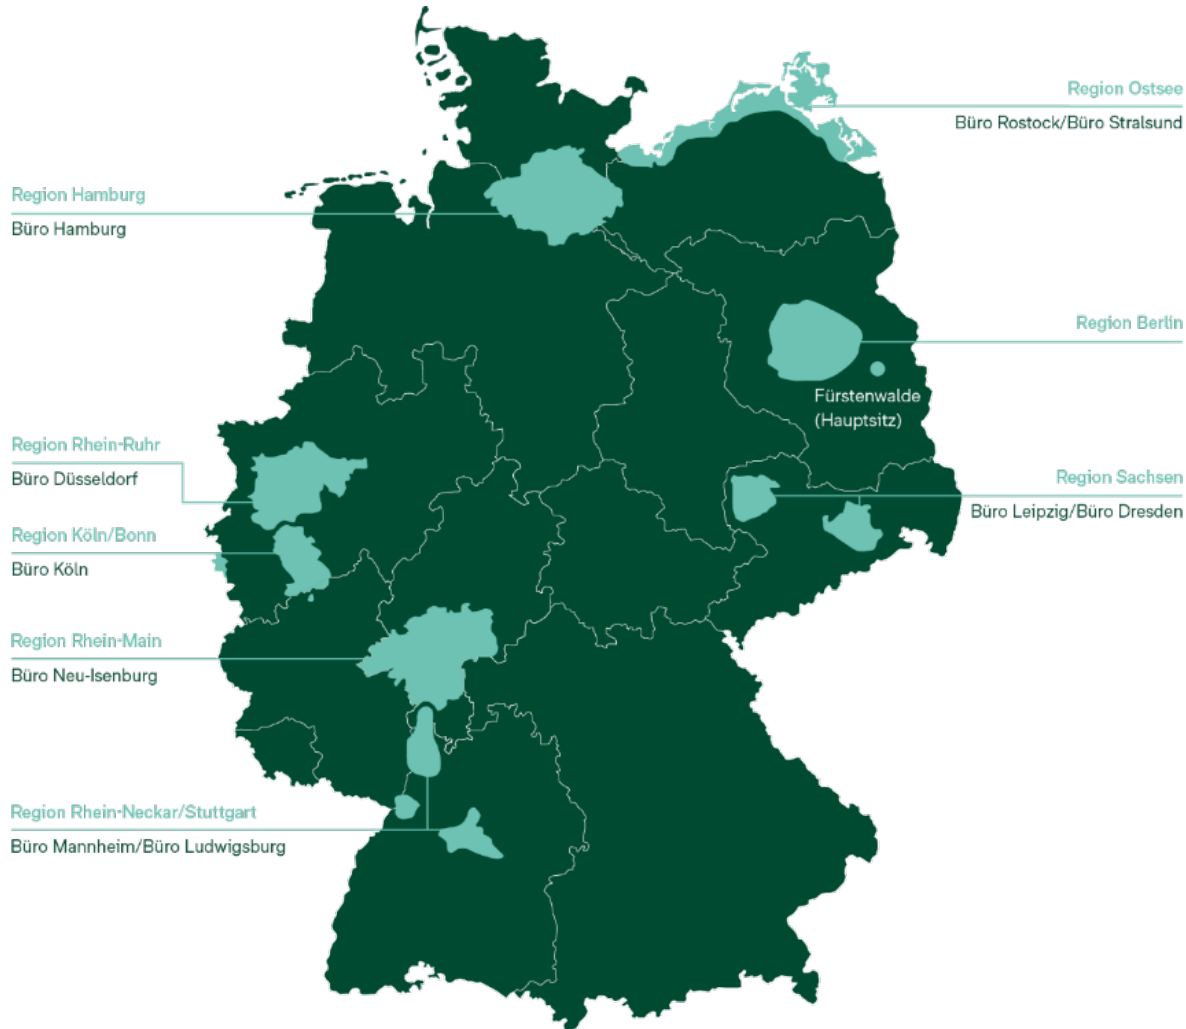 Region Ostsee
Büro Rostock/Büro Stralsund
Region Hamburg
Büro Hamburg
Region Berlin
Fürstenwalde
(Hauptsitz)
Region Rhein-Ruhr
Büro Düsseldorf
Region Sachsen
Büro Leipzig/Büro Dresden
Region Köln/Bonn
Büro Köln
Region Rhein-Main
Büro Neu-Isenburg
Region Rhein-Neckar/Stuttgart
Büro Mannheim/Büro Ludwigsburg